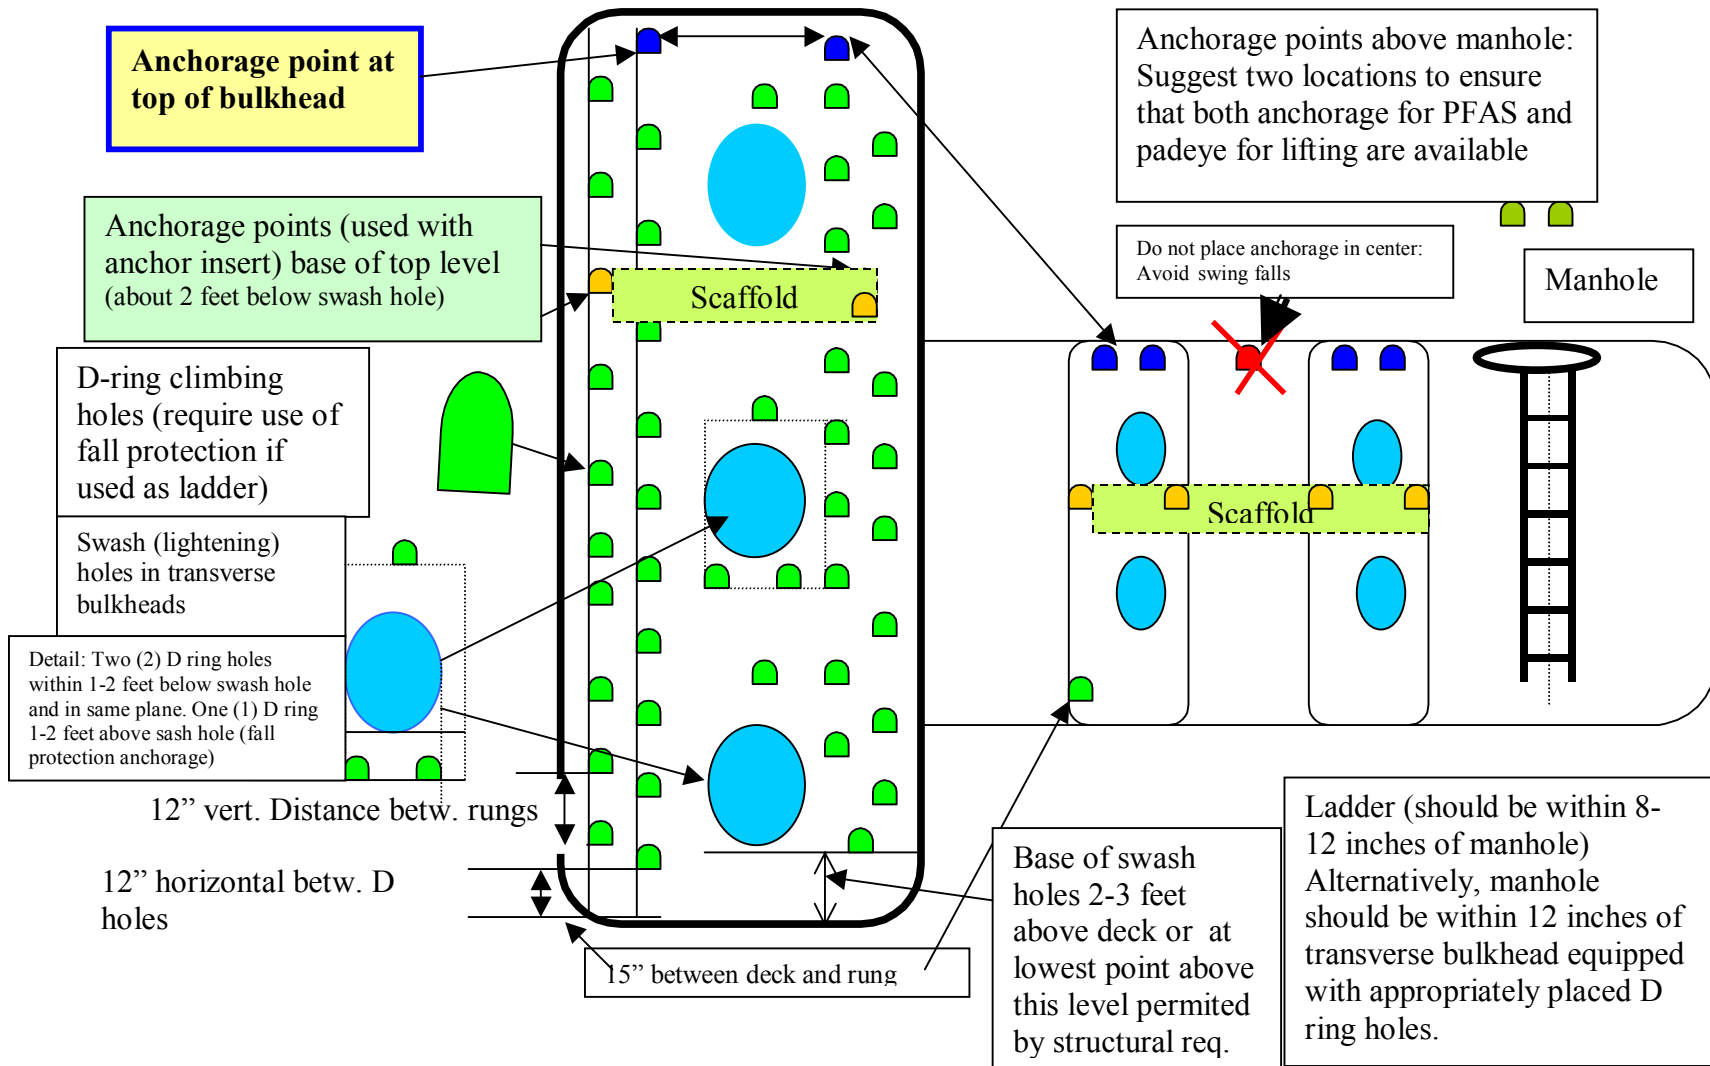 Anchorage point at
top of bulkhead
Anchorage points above manhole:
Suggest two locations to ensure
that both anchorage for PFAS and
padeye for lifting are available
Anchorage points (used with
anchor insert) base of top level
(about 2 feet below swash hole)
Do not place anchorage in center:
Avoid swing falls
Manhole
Scaffold
D-ring climbing
holes (require use of
fall protection if
used as ladder)
Scaffold
Swash (lightening)
holes in transverse
bulkheads
Detail: Two (2) D ring holes
within 1-2 feet below swash hole
and in same plane. One (1) D ring
1-2 feet above sash hole (fall
protection anchorage)
12” vert. Distance betw. rungs
12” horizontal betw. D
holes
15” between deck and rung
Base of swash
holes 2-3 feet
above deck or at
lowest point above
this level permited
by structural req.
Ladder (should be within 8-
12 inches of manhole)
Alternatively, manhole
should be within 12 inches of
transverse bulkhead equipped
with appropriately placed D
ring holes.